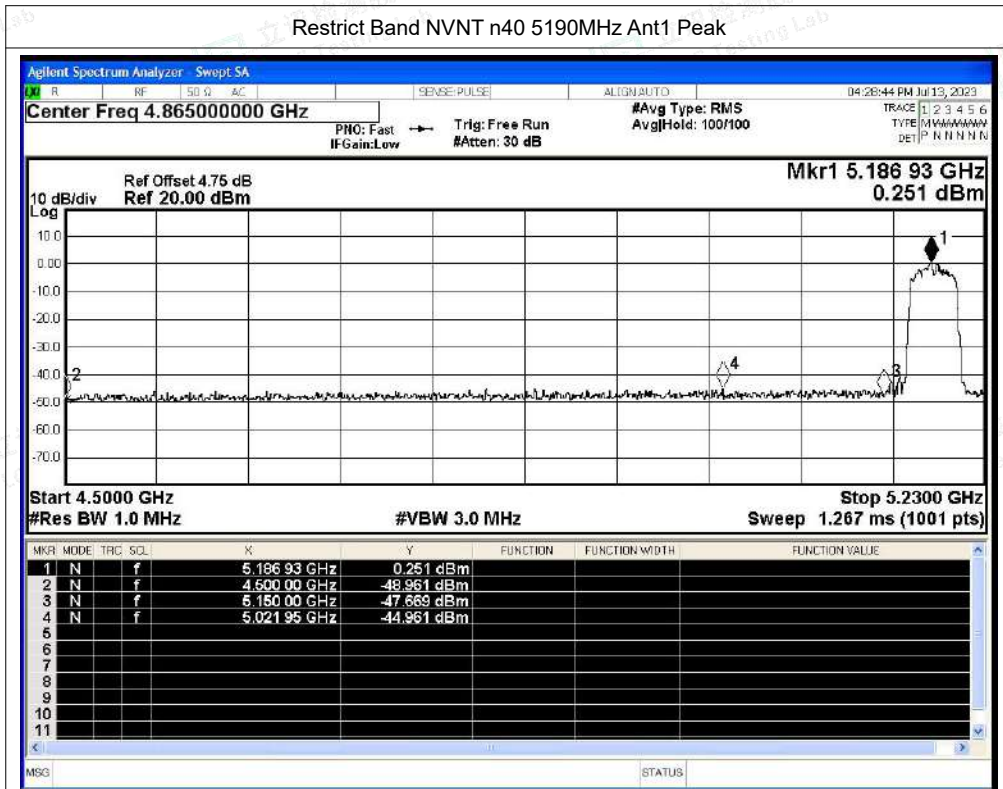 Restrict Band NVNT n40 5190MHz Ant1 Peak
Agilent Spectrum Analyzer - Swept SA
R RF 50 Ω AC SENSE:PULSE ALIGN AUTO 04:28:44 PM Jul 13, 2023
Center Freq 4.865000000 GHz
PNO: Fast Trig: Free Run
IFGain:Low #Atten: 30 dB
#Avg Type: RMS
Avg|Hold: 100/100
TRACE 1 2 3 4 5 6
TYPE M
DET P N N N N N
Mkr1 5.186 93 GHz
0.251 dBm
Ref Offset 4.75 dB
10 dB/div Ref 20.00 dBm
Log
10.0
0.00
-10.0
-20.0
-30.0
-40.0
-50.0
-60.0
-70.0
1
2
4
3
Start 4.5000 GHz Stop 5.2300 GHz
#Res BW 1.0 MHz #VBW 3.0 MHz Sweep 1.267 ms (1001 pts)
MKR MODE TRC SCL X Y FUNCTION FUNCTION WIDTH FUNCTION VALUE
1 N f 5.186 93 GHz 0.251 dBm
2 N f 4.500 00 GHz -48.961 dBm
3 N f 5.150 00 GHz -47.669 dBm
4 N f 5.021 95 GHz -44.961 dBm
5
6
7
8
9
10
11
MSG STATUS